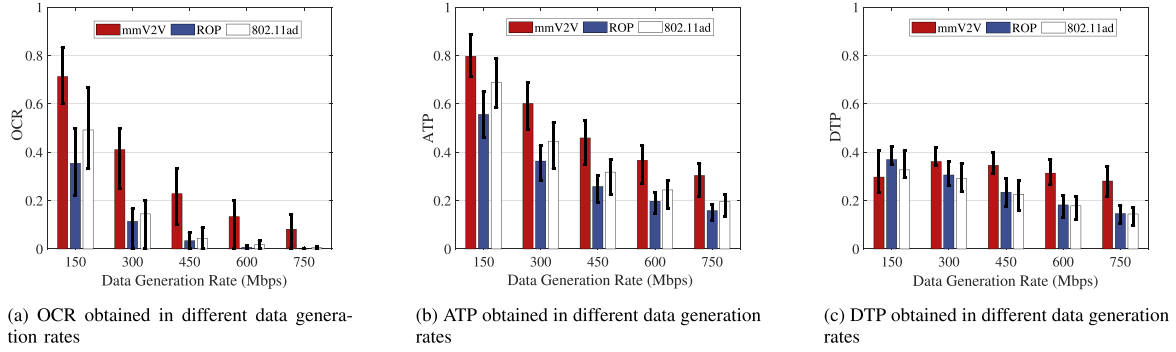 mmV2V ROP 802.11ad
1
0.8
0.6
0.4
0.2
0
OCR
150 300 450 600 750
Data Generation Rate (Mbps)
(a) OCR obtained in different data genera-
tion rates
mmV2V ROP 802.11ad
1
0.8
0.6
0.4
0.2
0
ATP
150 300 450 600 750
Data Generation Rate (Mbps)
(b) ATP obtained in different data generation
rates
mmV2V ROP 802.11ad
1
0.8
0.6
0.4
0.2
0
DTP
150 300 450 600 750
Data Generation Rate (Mbps)
(c) DTP obtained in different data generation
rates